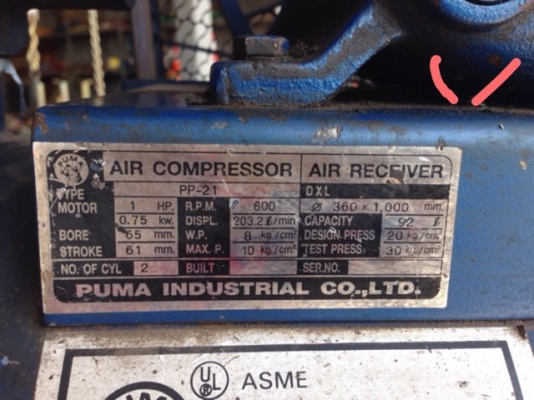 PUMA AIR COMPRESSOR AIR RECEIVER
TYPE PP-21 D X L
MOTOR 1 HP. R.P.M. 600 Ø 360 x 1,000 mm.
0.75 kw. DISPL. 203.2 ℓ/min CAPACITY 92 ℓ
BORE 65 mm. W.P. 8 kg/cm² DESIGN PRESS 20 kg/cm²
STROKE 61 mm. MAX. P. 10 kg/cm² TEST PRESS 30 kg/cm²
NO. OF CYL 2 BUILT SER.NO.
PUMA INDUSTRIAL CO.,LTD.
UL ® ASME